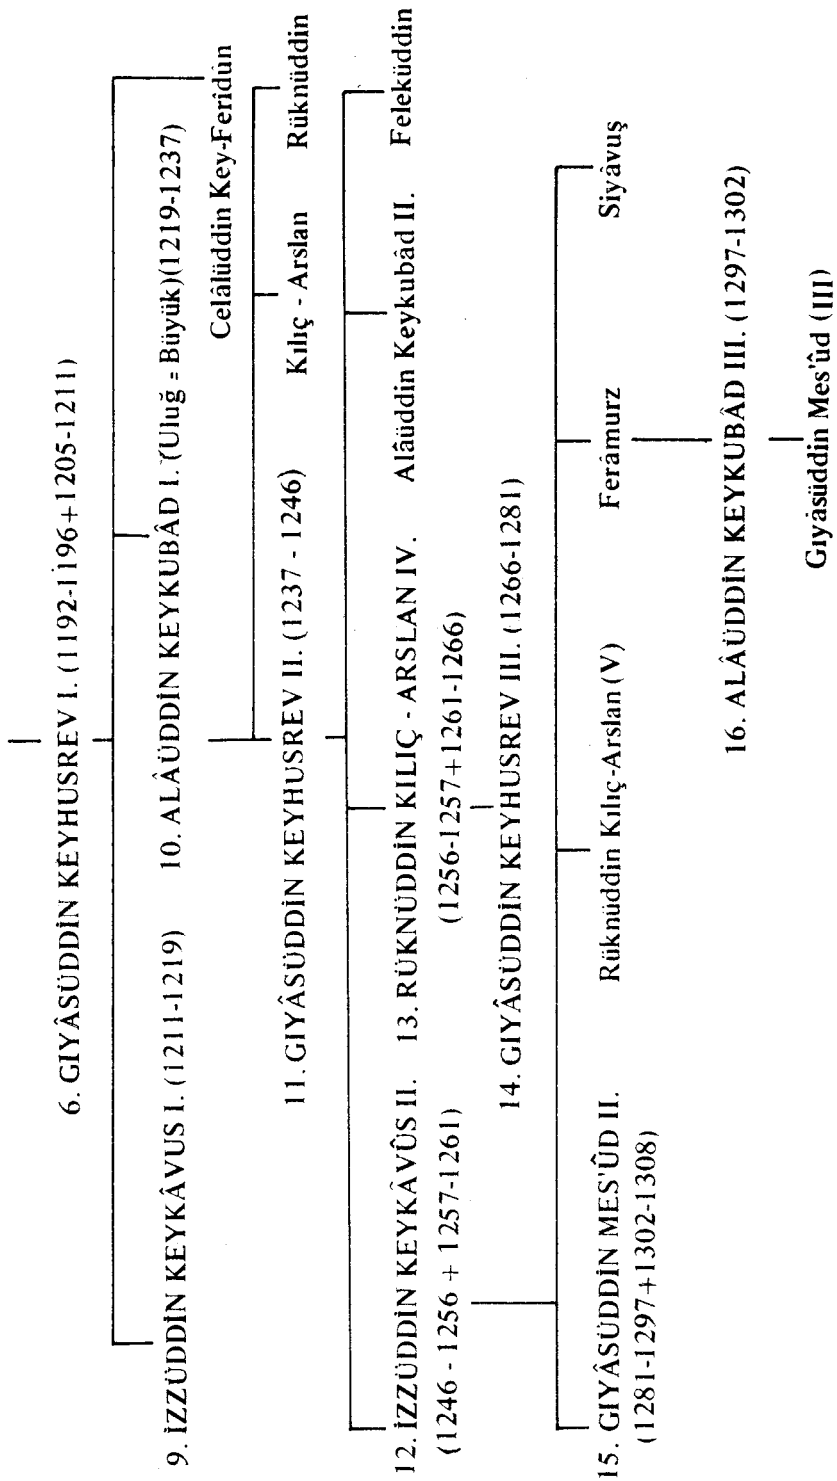 6. GIYÂSÜDDİN KEYHUSREV I. (1192-1196+1205-1211)
9. İZZÜDDİN KEYKÂVUS I. (1211-1219)
10. ALÂÜDDİN KEYKUBÂD I. (Uluğ = Büyük)(1219-1237)
Celâlüddin Key-Feridûn
11. GIYÂSÜDDİN KEYHUSREV II. (1237 - 1246)
Kılıç - Arslan
Rüknüddin
12. İZZÜDDİN KEYKÂVÛS II.
(1246 - 1256 + 1257-1261)
13. RÜKNÜDDİN KILIÇ - ARSLAN IV.
(1256-1257+1261-1266)
Alâüddin Keykubâd II.
Feleküddin
14. GIYÂSÜDDİN KEYHUSREV III. (1266-1281)
15. GIYÂSÜDDİN MES'ÛD II.
(1281-1297+1302-1308)
Rüknüddin Kılıç-Arslan (V)
Ferâmurz
Siyâvuş
16. ALÂÜDDİN KEYKUBÂD III. (1297-1302)
Gıyâsüddin Mes'ûd (III)